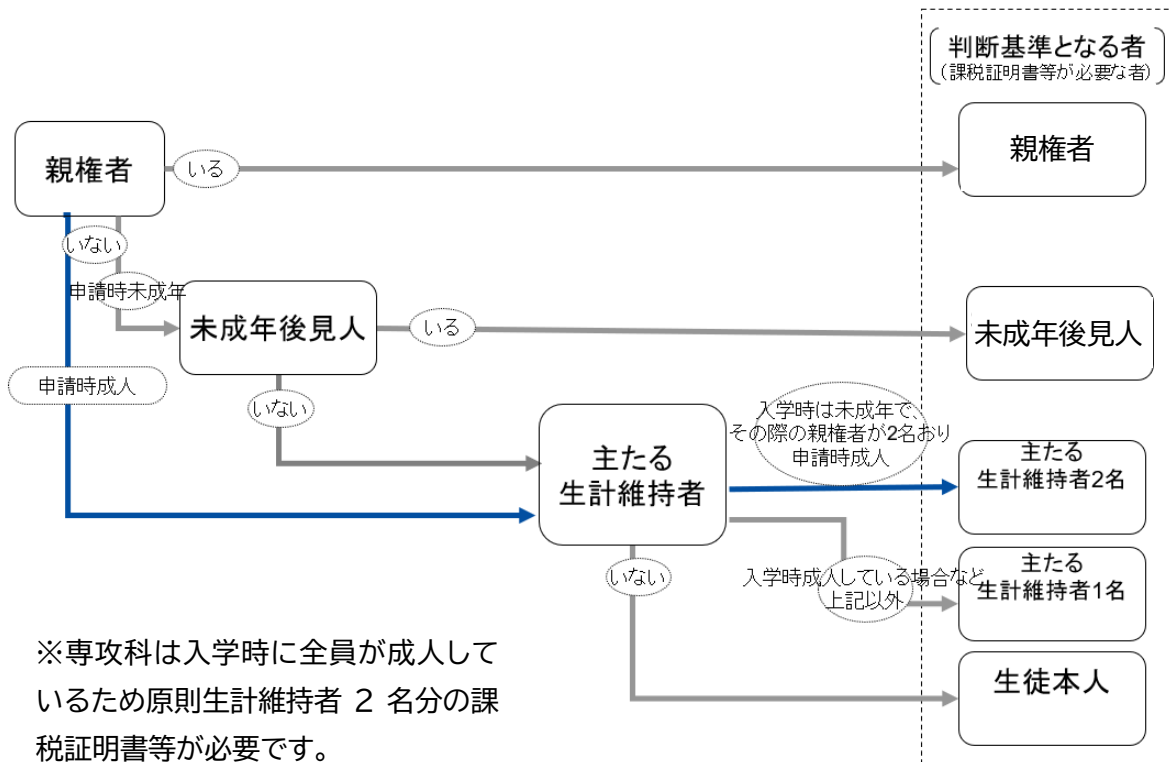 判断基準となる者
(課税証明書等が必要な者)
親権者
いる
親権者
いない
申請時未成年
未成年後見人
いる
未成年後見人
申請時成人
いない
入学時は未成年で、
その際の親権者が2名おり
申請時成人
主たる
生計維持者
主たる
生計維持者2名
いない
入学時成人している場合など
上記以外
主たる
生計維持者1名
生徒本人
※専攻科は入学時に全員が成人して
いるため原則生計維持者 2 名分の課
税証明書等が必要です。